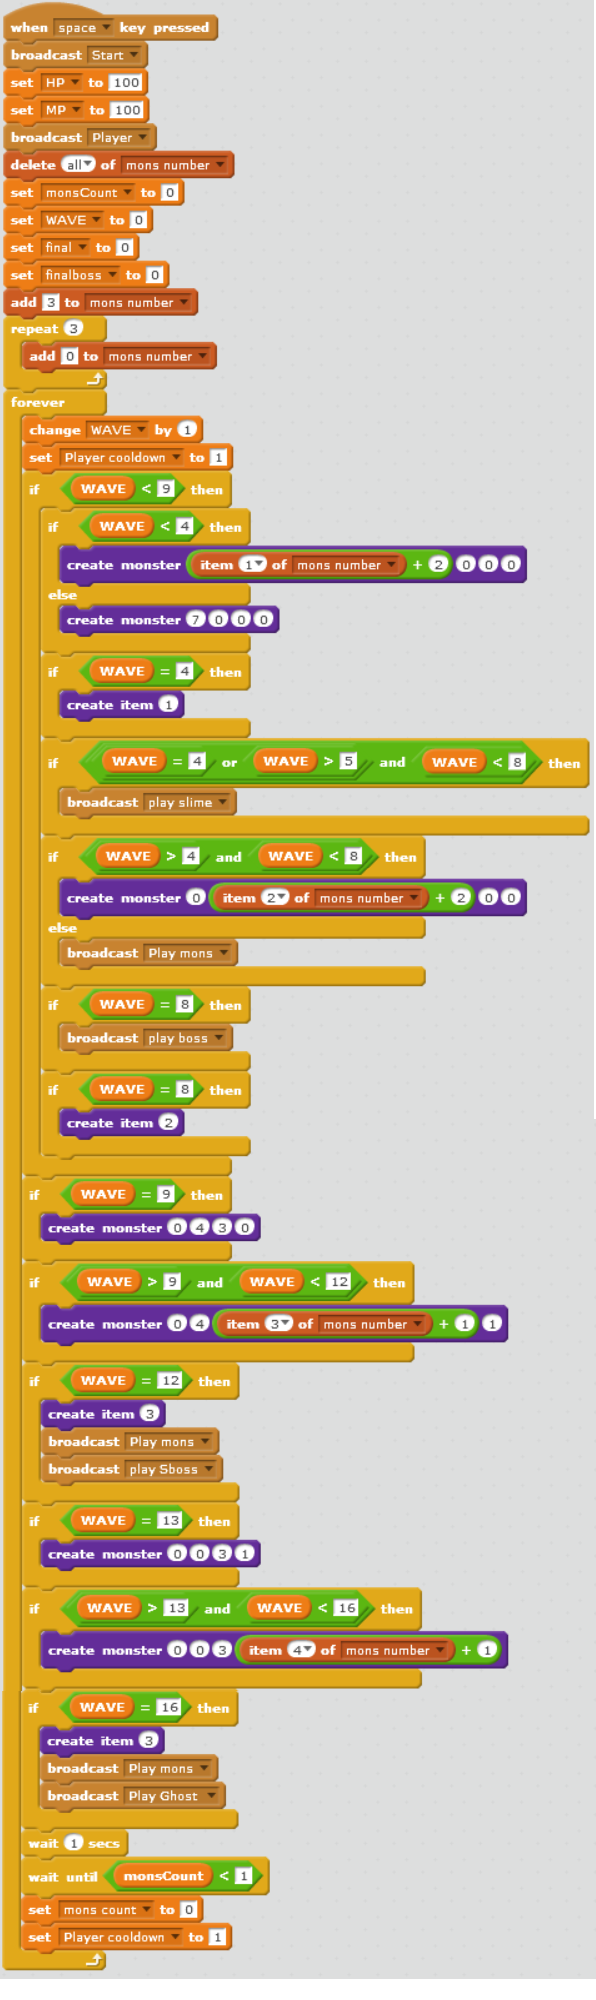 when space key pressed
broadcast Start
set HP to 100
set MP to 100
broadcast Player
delete all of mons number
set monsCount to 0
set WAVE to 0
set final to 0
set finalboss to 0
add 3 to mons number
repeat 3
add 0 to mons number
forever
change WAVE by 1
set Player cooldown to 1
if WAVE < 9 then
if WAVE < 4 then
create monster item 1 of mons number + 2 0 0 0
else
create monster 7 0 0 0
if WAVE = 4 then
create item 1
if WAVE = 4 or WAVE > 5 and WAVE < 8 then
broadcast play slime
if WAVE > 4 and WAVE < 8 then
create monster 0 item 2 of mons number + 2 0 0
else
broadcast Play mons
if WAVE = 8 then
broadcast play boss
if WAVE = 8 then
create item 2
if WAVE = 9 then
create monster 0 4 3 0
if WAVE > 9 and WAVE < 12 then
create monster 0 4 item 3 of mons number + 1 1
if WAVE = 12 then
create item 3
broadcast Play mons
broadcast play Sboss
if WAVE = 13 then
create monster 0 0 3 1
if WAVE > 13 and WAVE < 16 then
create monster 0 0 3 item 4 of mons number + 1
if WAVE = 16 then
create item 3
broadcast Play mons
broadcast Play Ghost
wait 1 secs
wait until monsCount < 1
set mons count to 0
set Player cooldown to 1